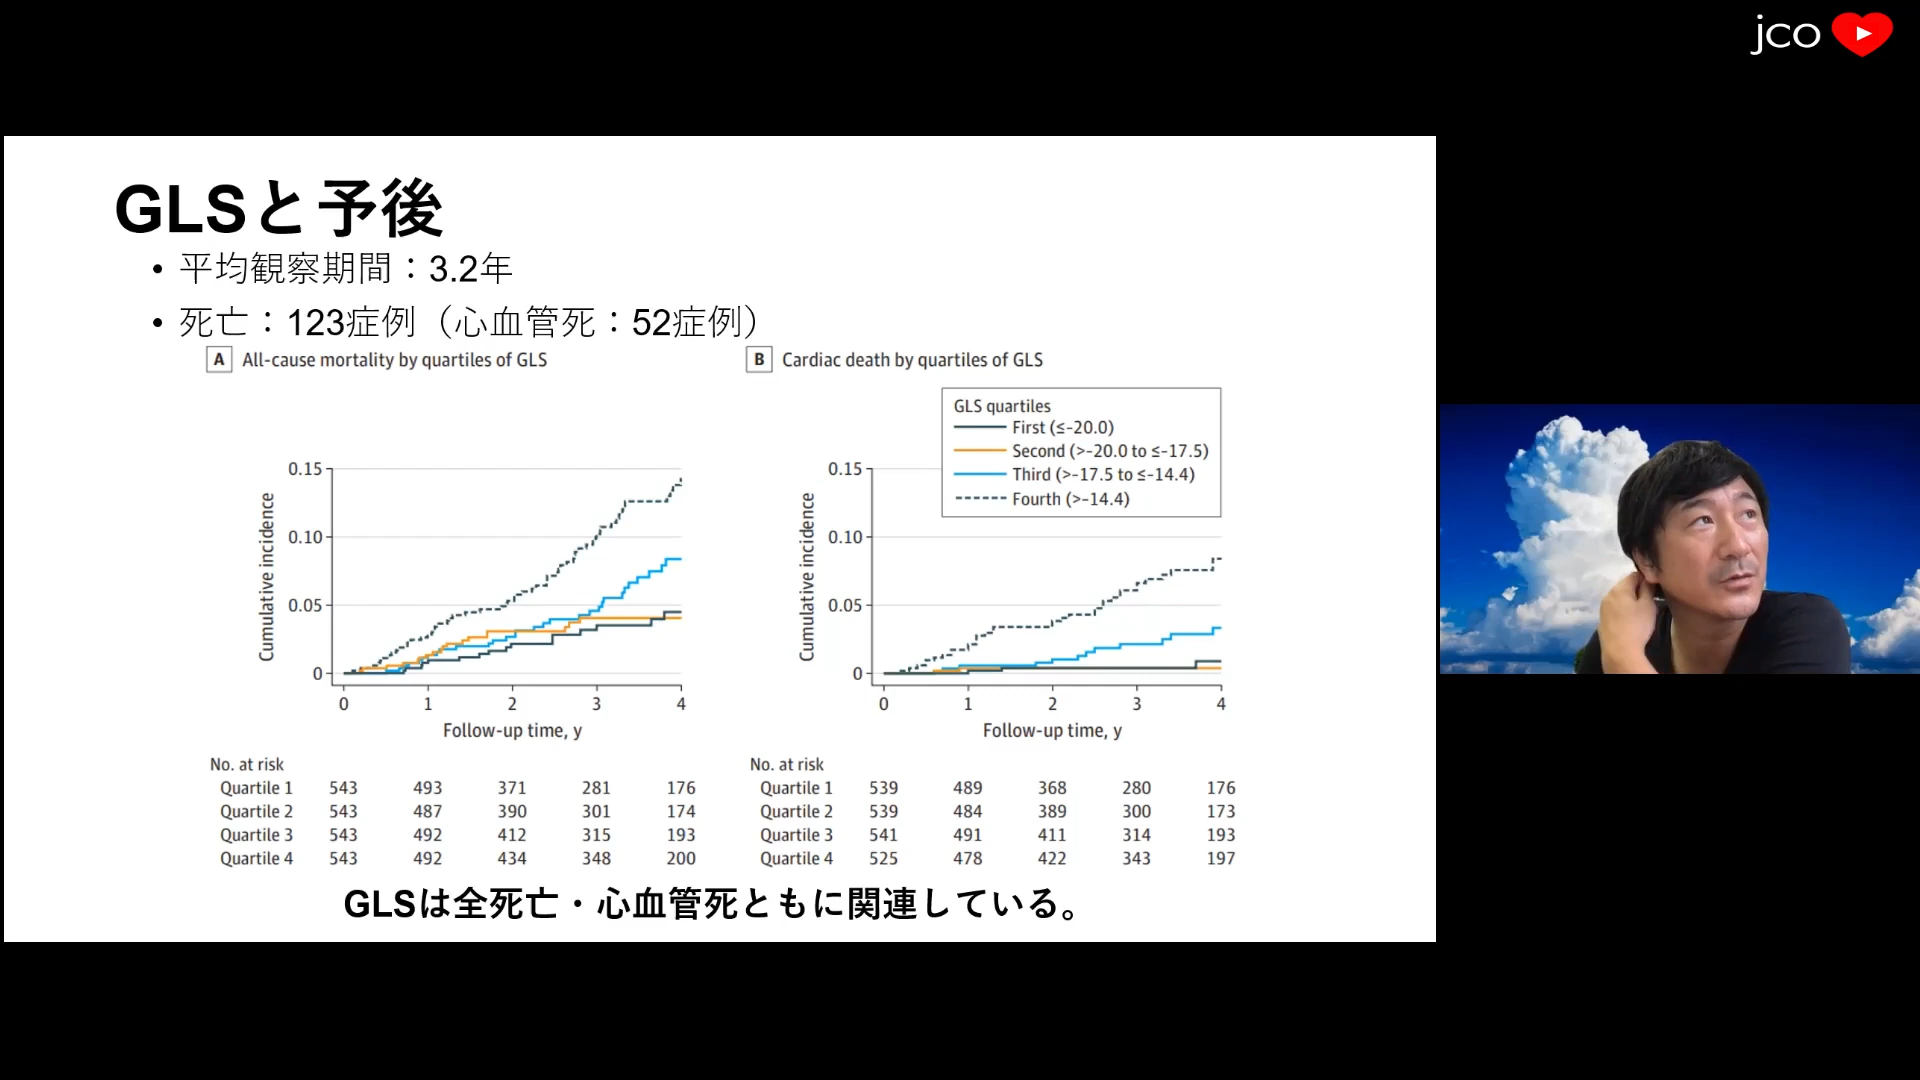 jco
GLSと予後
• 平均観察期間：3.2年
• 死亡：123症例（心血管死：52症例）
A All-cause mortality by quartiles of GLS
0.15
0.10
0.05
0
Cumulative incidence
0 1 2 3 4
Follow-up time, y
No. at risk
Quartile 1 543 493 371 281 176
Quartile 2 543 487 390 301 174
Quartile 3 543 492 412 315 193
Quartile 4 543 492 434 348 200
B Cardiac death by quartiles of GLS
GLS quartiles
First (≤-20.0)
Second (>-20.0 to ≤-17.5)
Third (>-17.5 to ≤-14.4)
Fourth (>-14.4)
0.15
0.10
0.05
0
Cumulative incidence
0 1 2 3 4
Follow-up time, y
No. at risk
Quartile 1 539 489 368 280 176
Quartile 2 539 484 389 300 173
Quartile 3 541 491 411 314 193
Quartile 4 525 478 422 343 197
GLSは全死亡・心血管死ともに関連している。